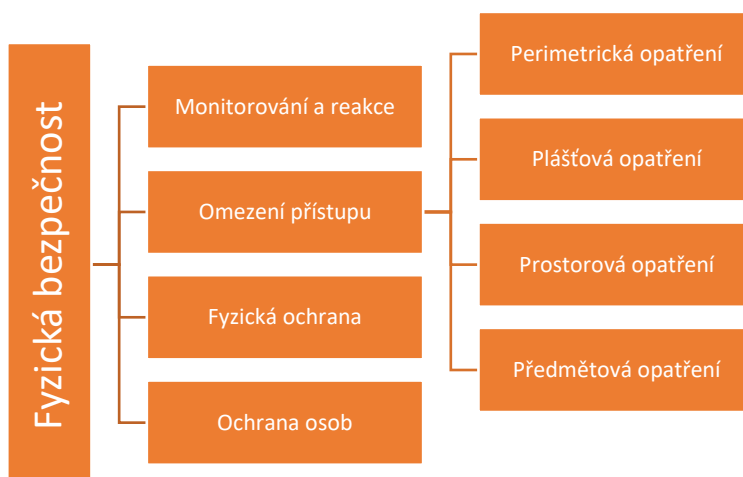 Fyzická bezpečnost
Monitorování a reakce
Omezení přístupu
Fyzická ochrana
Ochrana osob
Perimetrická opatření
Plášťová opatření
Prostorová opatření
Předmětová opatření